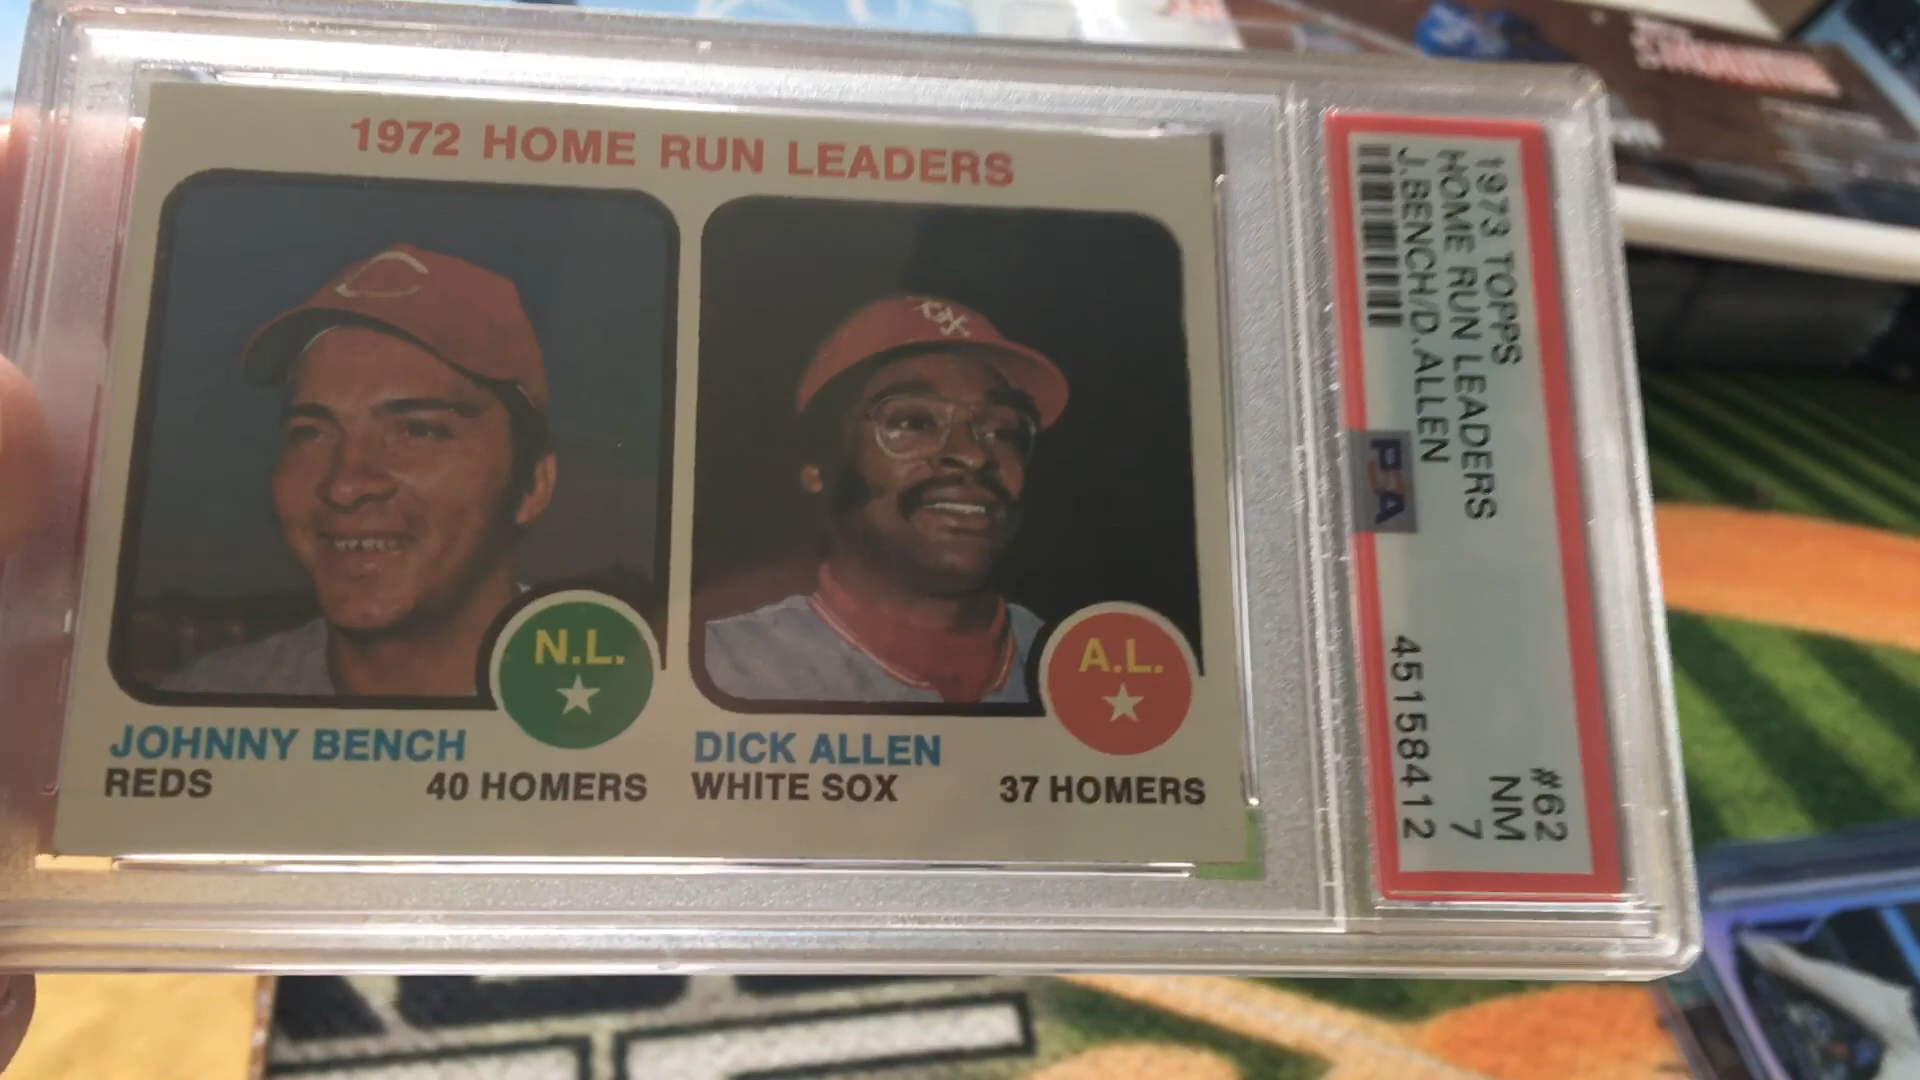 1972 HOME RUN LEADERS
N.L.
JOHNNY BENCH
REDS
40 HOMERS
A.L.
DICK ALLEN
WHITE SOX
37 HOMERS
1973 TOPPS #62
HOME RUN LEADERS NM
J.BENCH/D.ALLEN 7
PSA
45158412